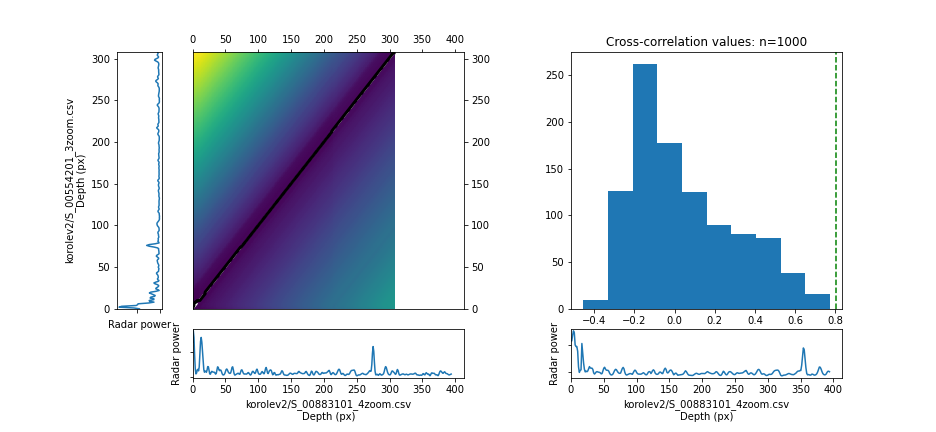 0 50 100 150 200 250 300 350 400
Cross-correlation values: n=1000
300
250
200
150
100
50
0
korolev2/S_00554201_3zoom.csv
Depth (px)
Radar power
300
250
200
150
100
50
0
250
200
150
100
50
0
−0.4 −0.2 0.0 0.2 0.4 0.6 0.8
Radar power
0 50 100 150 200 250 300 350 400
korolev2/S_00883101_4zoom.csv
Depth (px)
Radar power
0 50 100 150 200 250 300 350 400
korolev2/S_00883101_4zoom.csv
Depth (px)